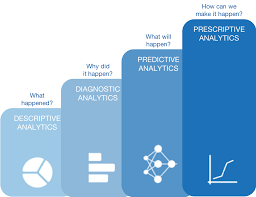 What
happened?
DESCRIPTIVE
ANALYTICS
Why did
it happen?
DIAGNOSTIC
ANALYTICS
What will
happen?
PREDICTIVE
ANALYTICS
How can we
make it happen?
PRESCRIPTIVE
ANALYTICS